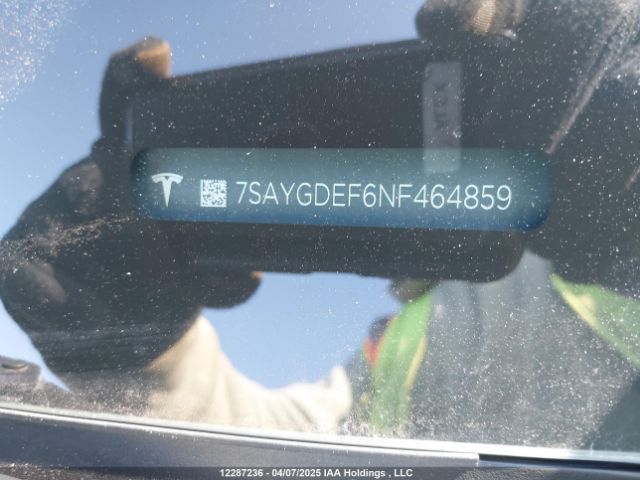 7SAYGDEF6NF464859
12287236 - 04/07/2025 IAA Holdings , LLC